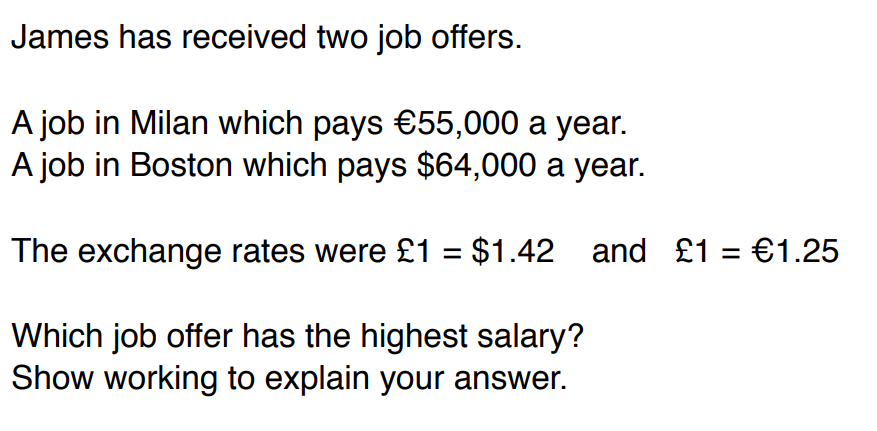 James has received two job offers.
A job in Milan which pays €55,000 a year.
A job in Boston which pays $64,000 a year.
The exchange rates were £1 = $1.42 and £1 = €1.25
Which job offer has the highest salary?
Show working to explain your answer.